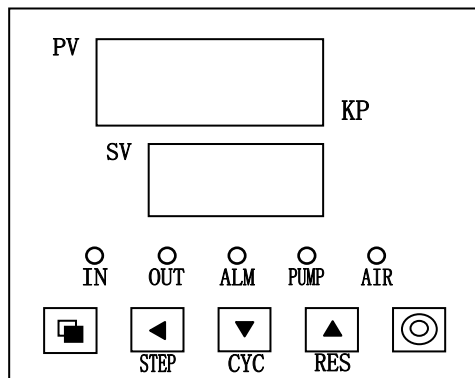 PV
KP
SV
IN OUT ALM PUMP AIR
STEP CYC RES